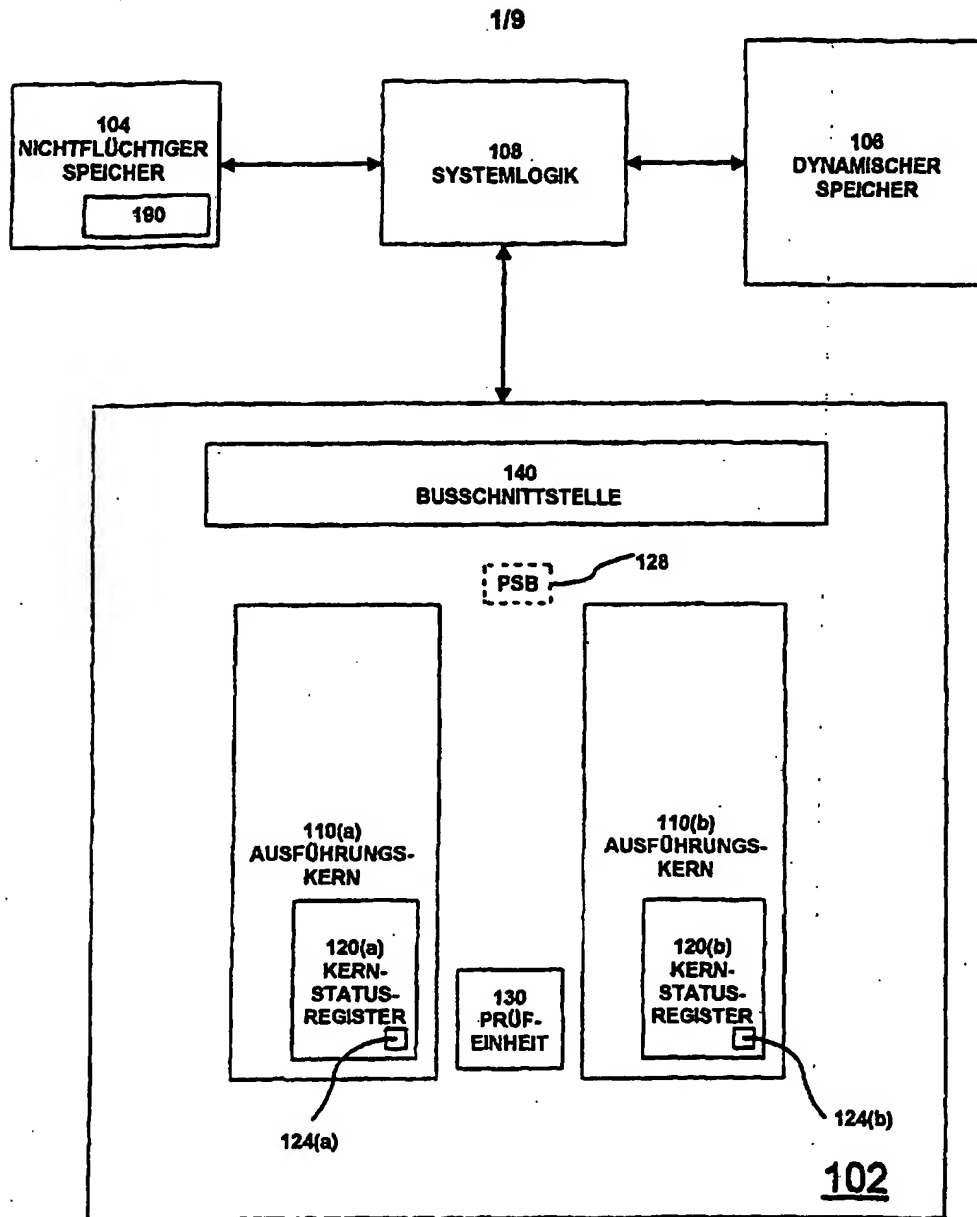 1/9
104
NICHTFLÜCHTIGER
SPEICHER
190
108
SYSTEMLOGIK
106
DYNAMISCHER
SPEICHER
140
BUSSCHNITTSTELLE
PSB
128
110(a)
AUSFÜHRUNGS-
KERN
120(a)
KERN-
STATUS-
REGISTER
130
PRÜF-
EINHEIT
110(b)
AUSFÜHRUNGS-
KERN
120(b)
KERN-
STATUS-
REGISTER
124(a)
124(b)
102